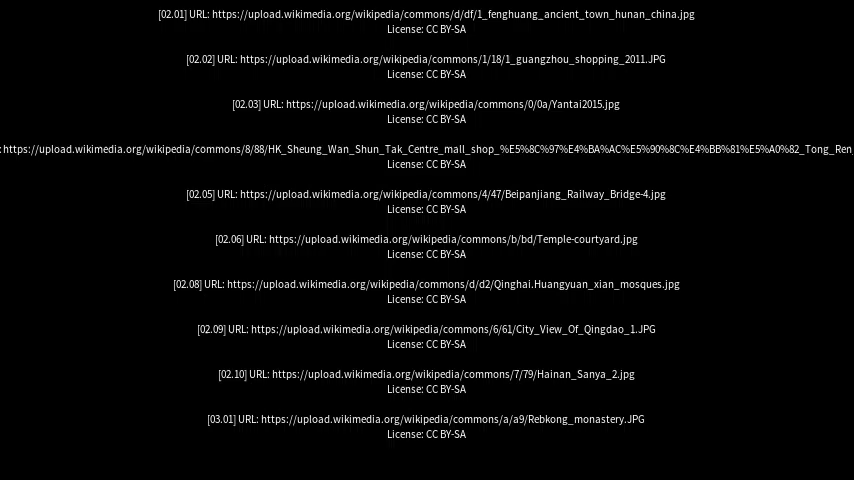 [02.01] URL: https://upload.wikimedia.org/wikipedia/commons/d/df/1_fenghuang_ancient_town_hunan_china.jpg
License: CC BY-SA
[02.02] URL: https://upload.wikimedia.org/wikipedia/commons/1/18/1_guangzhou_shopping_2011.JPG
License: CC BY-SA
[02.03] URL: https://upload.wikimedia.org/wikipedia/commons/0/0a/Yantai2015.jpg
License: CC BY-SA
: https://upload.wikimedia.org/wikipedia/commons/8/88/HK_Sheung_Wan_Shun_Tak_Centre_mall_shop_%E5%8C%97%E4%BA%AC%E5%90%8C%E4%BB%81%E5%A0%82_Tong_Ren_
License: CC BY-SA
[02.05] URL: https://upload.wikimedia.org/wikipedia/commons/4/47/Beipanjiang_Railway_Bridge-4.jpg
License: CC BY-SA
[02.06] URL: https://upload.wikimedia.org/wikipedia/commons/b/bd/Temple-courtyard.jpg
License: CC BY-SA
[02.08] URL: https://upload.wikimedia.org/wikipedia/commons/d/d2/Qinghai.Huangyuan_xian_mosques.jpg
License: CC BY-SA
[02.09] URL: https://upload.wikimedia.org/wikipedia/commons/6/61/City_View_Of_Qingdao_1.JPG
License: CC BY-SA
[02.10] URL: https://upload.wikimedia.org/wikipedia/commons/7/79/Hainan_Sanya_2.jpg
License: CC BY-SA
[03.01] URL: https://upload.wikimedia.org/wikipedia/commons/a/a9/Rebkong_monastery.JPG
License: CC BY-SA